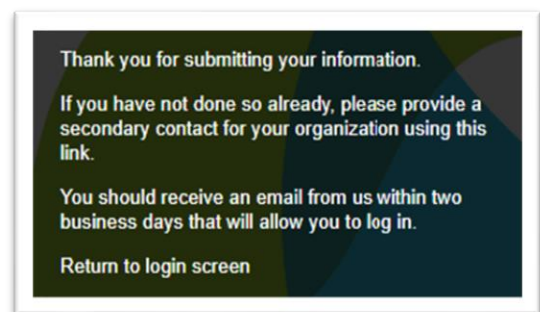 Thank you for submitting your information.
If you have not done so already, please provide a
secondary contact for your organization using this
link.
You should receive an email from us within two
business days that will allow you to log in.
Return to login screen